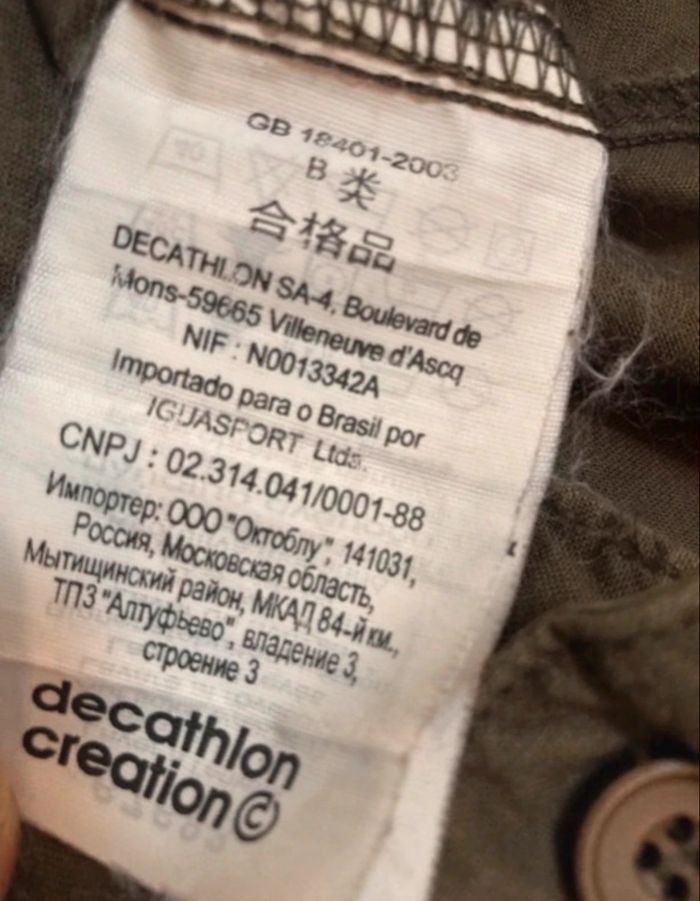 GB 18401-2003
B 类
合格品
DECATHLON SA-4, Boulevard de
Mons-59665 Villeneuve d'Ascq
NIF : N0013342A
Importado para o Brasil por
IGUASPORT Ltda.
CNPJ : 02.314.041/0001-88
Импортер: ООО "Октоблу", 141031,
Россия, Московская область,
Мытищинский район, МКАД 84-й км.,
ТПЗ "Алтуфьево", владение 3,
строение 3
decathlon
creation©